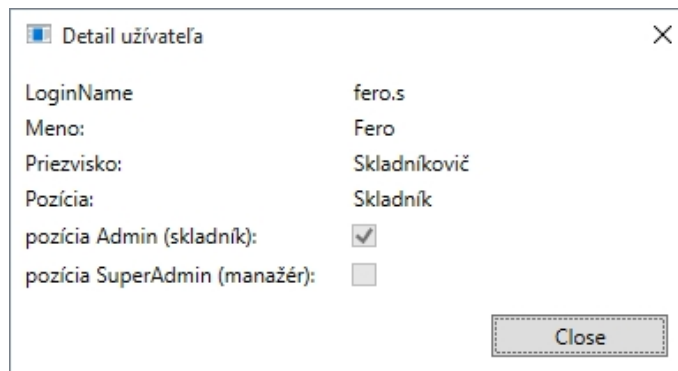 Detail užívateľa
LoginName fero.s
Meno: Fero
Priezvisko: Skladníkovič
Pozícia: Skladník
pozícia Admin (skladník):
pozícia SuperAdmin (manažér):
Close